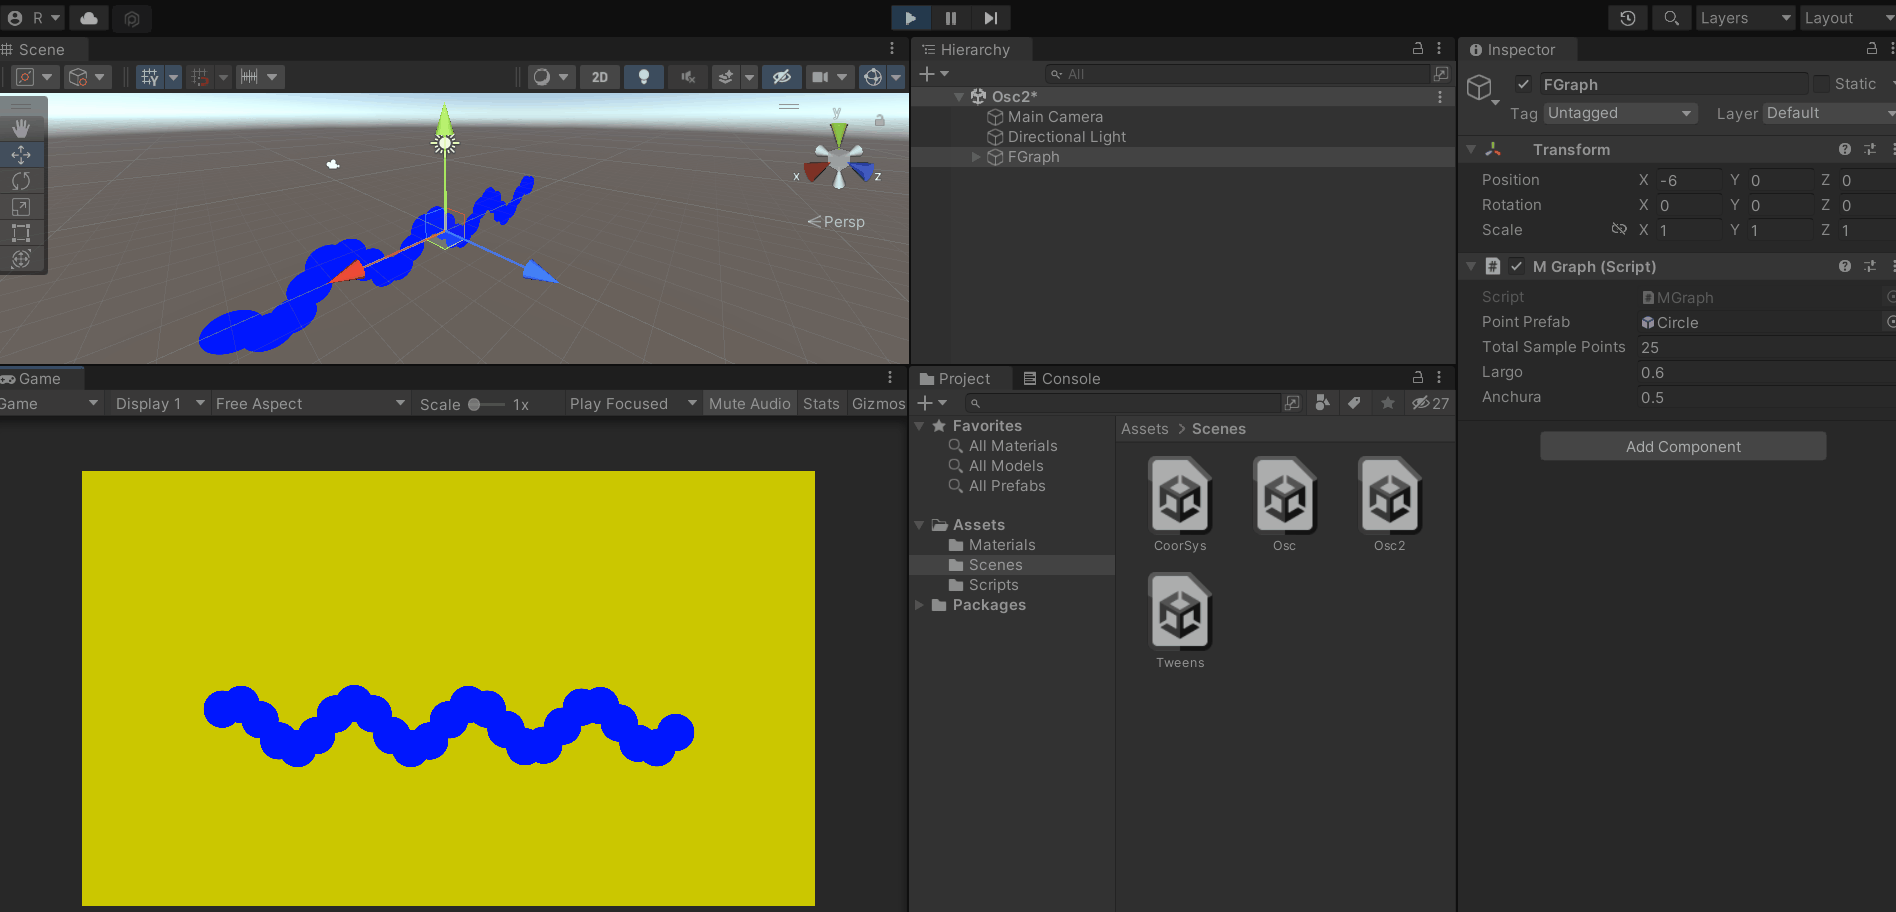 R
Layers
Layout
Scene
2D
y
x
z
Persp
Hierarchy
All
Osc2*
Main Camera
Directional Light
FGraph
Inspector
FGraph
Static
Tag Untagged Layer Default
Transform
Position X -6 Y 0 Z 0
Rotation X 0 Y 0 Z 0
Scale X 1 Y 1 Z 1
# M Graph (Script)
Script MGraph
Point Prefab Circle
Total Sample Points 25
Largo 0.6
Anchura 0.5
Add Component
Game
Game Display 1 Free Aspect Scale 1x Play Focused Mute Audio Stats Gizmos
Project Console
27
Favorites
All Materials
All Models
All Prefabs
Assets
Materials
Scenes
Scripts
Packages
Assets > Scenes
CoorSys Osc Osc2
Tweens